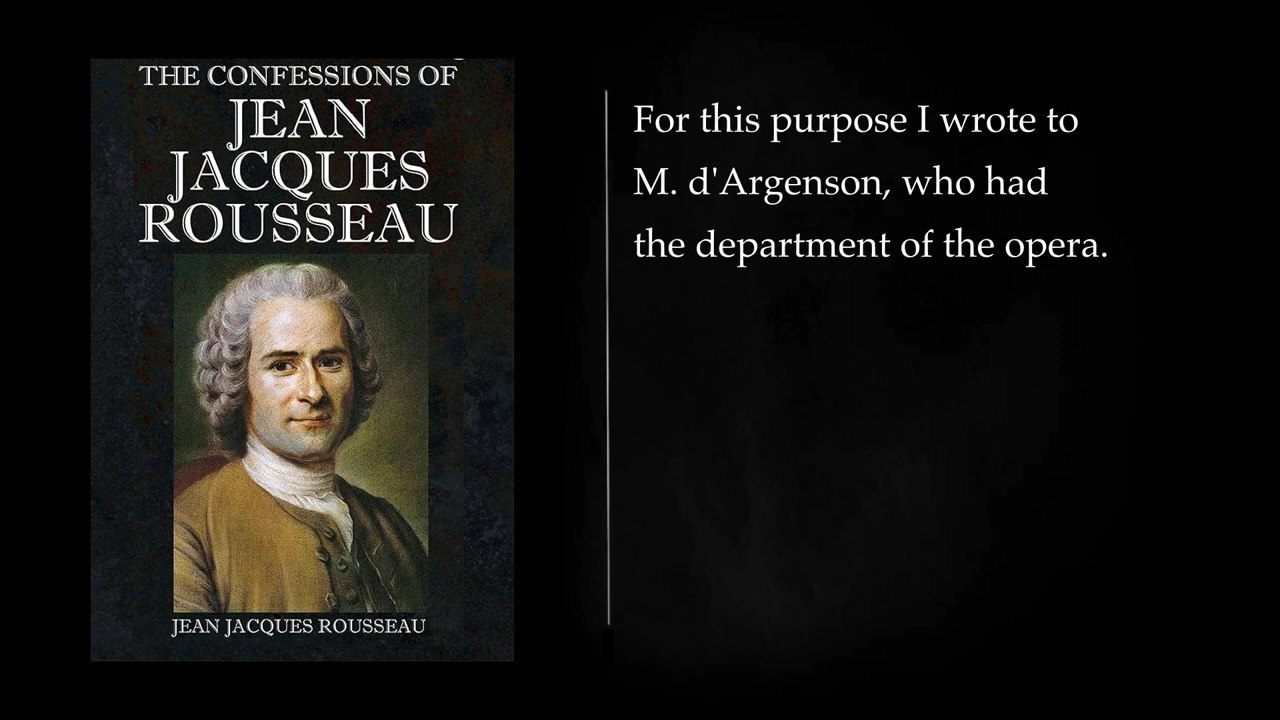 THE CONFESSIONS OF
JEAN
JACQUES
ROUSSEAU
JEAN JACQUES ROUSSEAU
For this purpose I wrote to
M. d'Argenson, who had
the department of the opera.